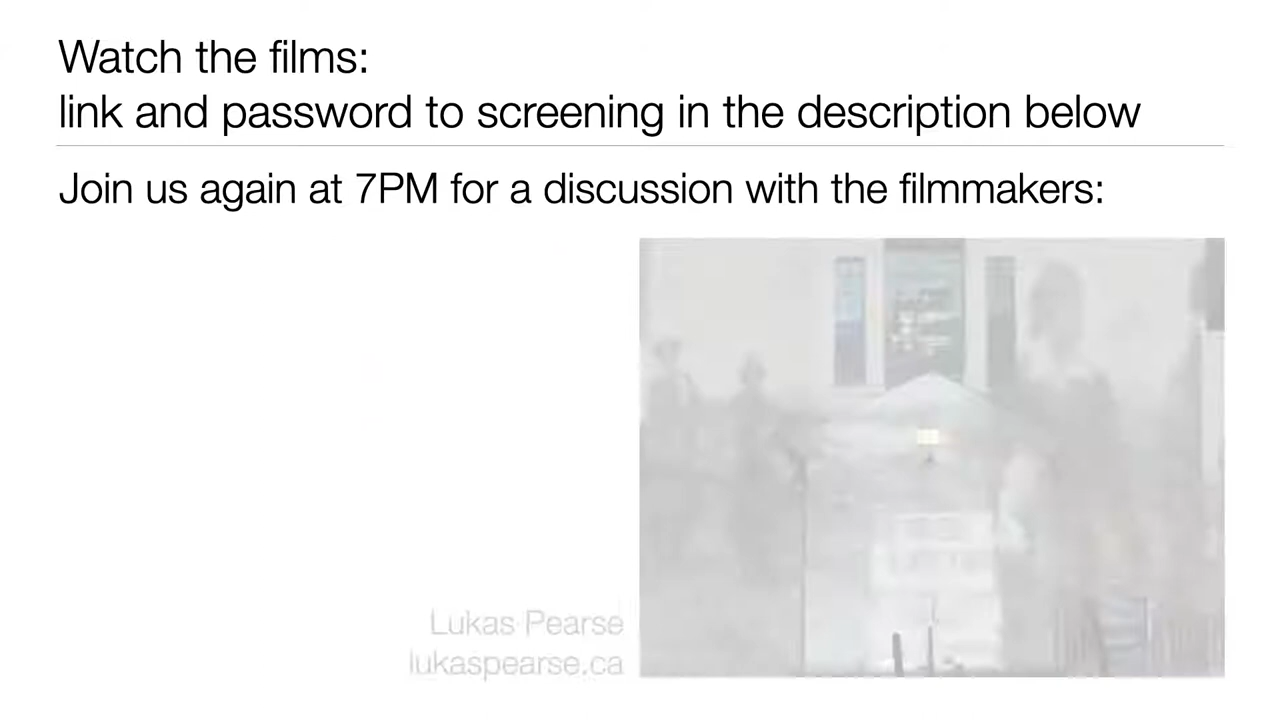 Watch the films:
link and password to screening in the description below
Join us again at 7PM for a discussion with the filmmakers:
Lukas Pearse
lukaspearse.ca